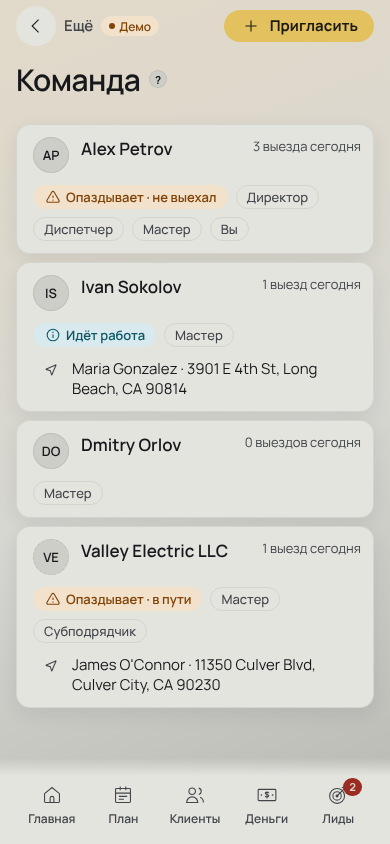 Ещё
Демо
Пригласить
Команда
?
AP
Alex Petrov
3 выезда сегодня
Опаздывает · не выехал
Директор
Диспетчер
Мастер
Вы
IS
Ivan Sokolov
1 выезд сегодня
Идёт работа
Мастер
Maria Gonzalez · 3901 E 4th St, Long
Beach, CA 90814
DO
Dmitry Orlov
0 выездов сегодня
Мастер
VE
Valley Electric LLC
1 выезд сегодня
Опаздывает · в пути
Мастер
Субподрядчик
James O'Connor · 11350 Culver Blvd,
Culver City, CA 90230
2
Главная
План
Клиенты
Деньги
Лиды